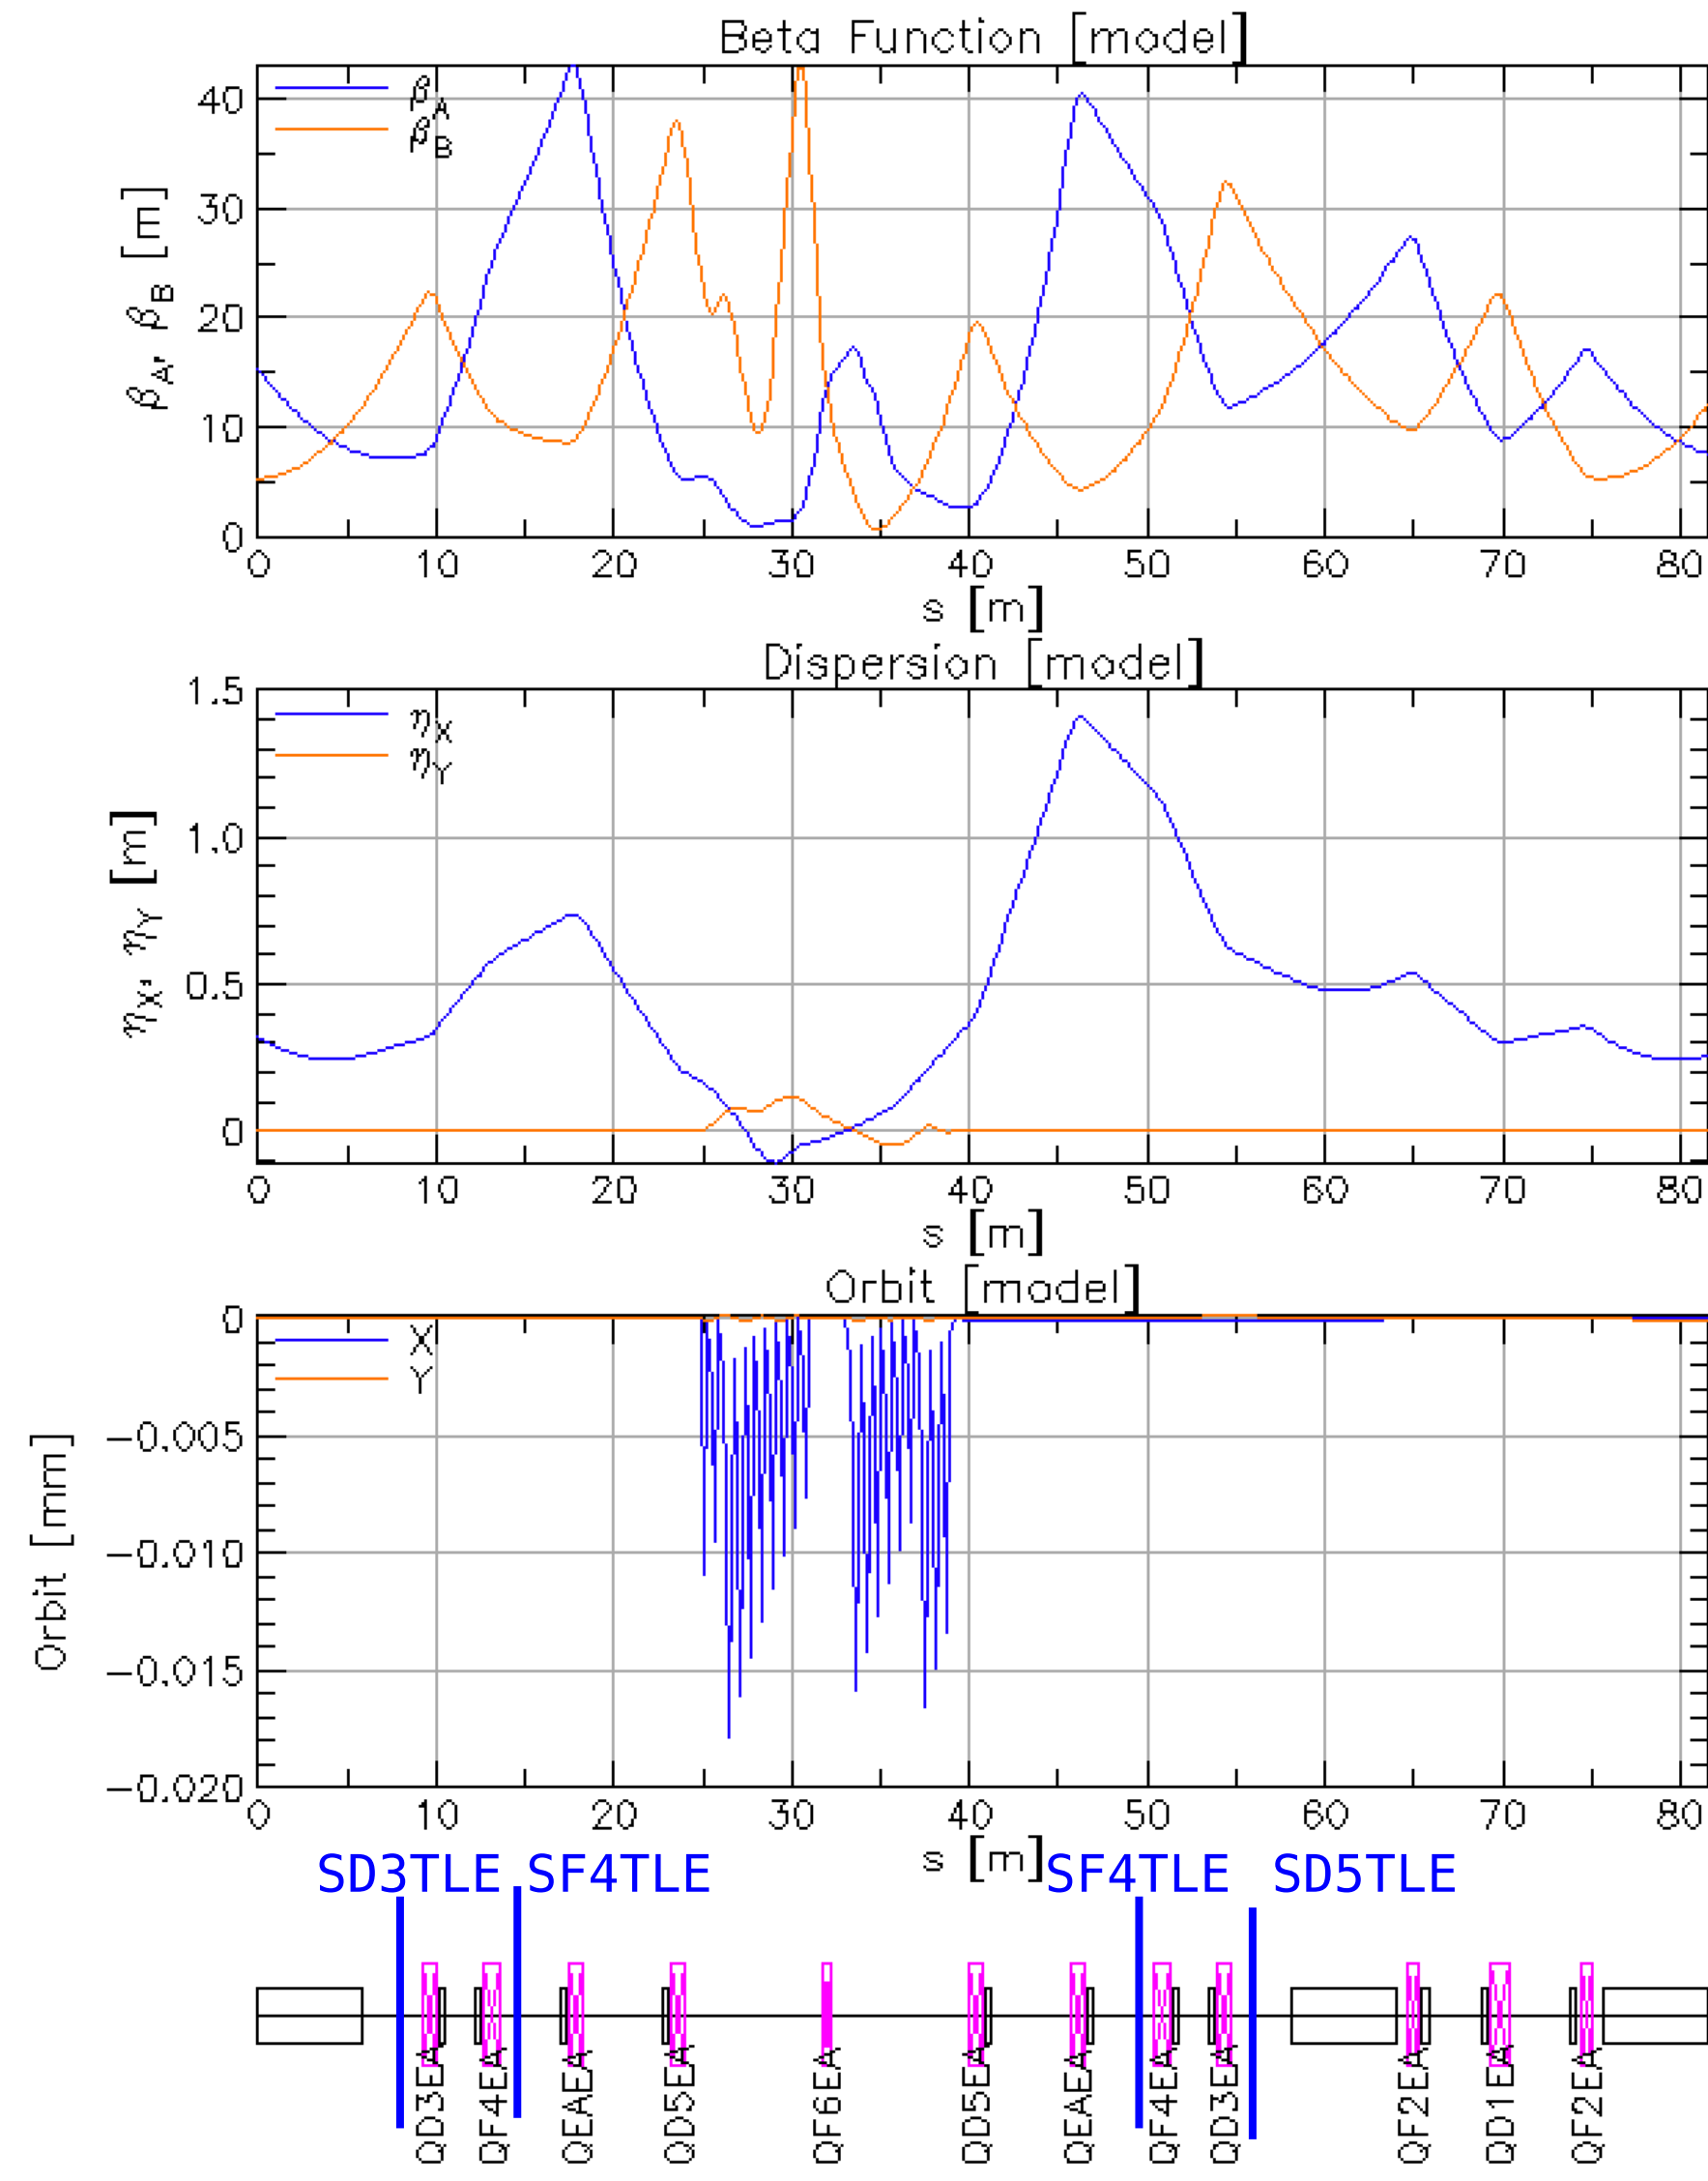 Beta Function [model]
β_A
β_B
40
30
20
10
0
β_A, β_B [m]
0 10 20 30 40 50 60 70 80
s [m]
Dispersion [model]
η_X
η_Y
1.5
1.0
0.5
0
η_X, η_Y [m]
0 10 20 30 40 50 60 70 80
s [m]
Orbit [model]
X
Y
0
-0.005
-0.010
-0.015
-0.020
Orbit [mm]
0 10 20 30 40 50 60 70 80
s [m]
SD3TLE SF4TLE SF4TLE SD5TLE
QD3EA QF4EA QEAEA QD5EA QF6EA QD5EA QEAEA QF4EA QD3EA QF2EA QD1EA QF2EA